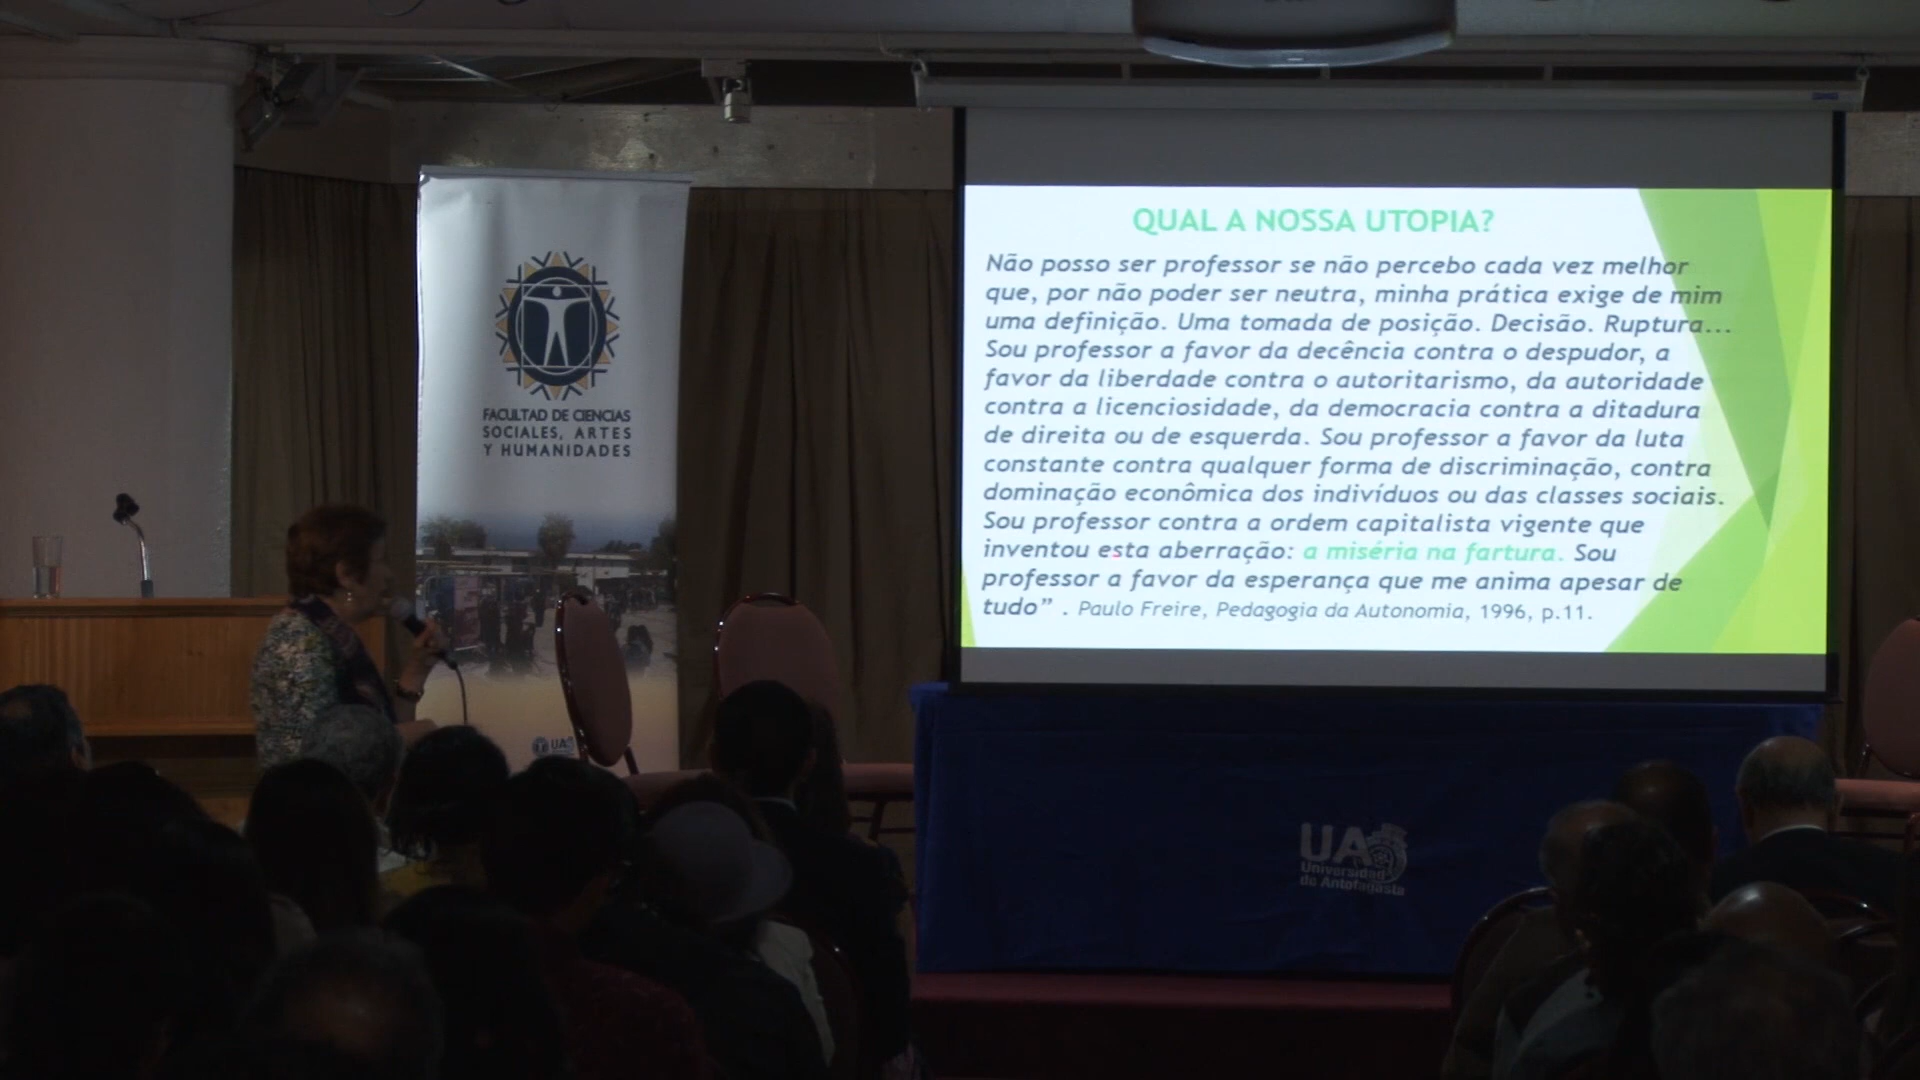 FACULTAD DE CIENCIAS
SOCIALES, ARTES
Y HUMANIDADES
UA
QUAL A NOSSA UTOPIA?
Não posso ser professor se não percebo cada vez melhor
que, por não poder ser neutra, minha prática exige de mim
uma definição. Uma tomada de posição. Decisão. Ruptura...
Sou professor a favor da decência contra o despudor, a
favor da liberdade contra o autoritarismo, da autoridade
contra a licenciosidade, da democracia contra a ditadura
de direita ou de esquerda. Sou professor a favor da luta
constante contra qualquer forma de discriminação, contra
dominação econômica dos indivíduos ou das classes sociais.
Sou professor contra a ordem capitalista vigente que
inventou esta aberração: a miséria na fartura. Sou
professor a favor da esperança que me anima apesar de
tudo” . Paulo Freire, Pedagogia da Autonomia, 1996, p.11.
UA
Universidad
de Antofagasta